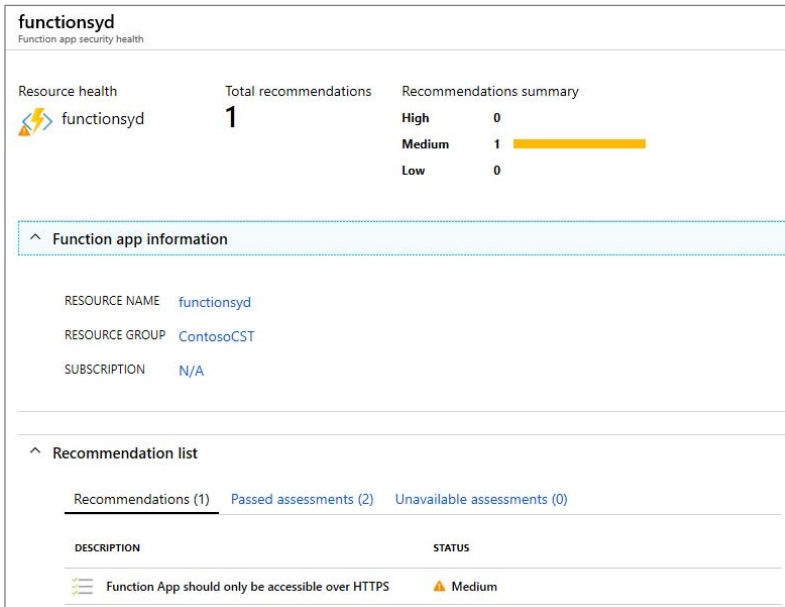 functionsyd
Function app security health
Resource health
functionsyd
Total recommendations
1
Recommendations summary
High 0
Medium 1
Low 0
Function app information
RESOURCE NAME functionsyd
RESOURCE GROUP ContosoCST
SUBSCRIPTION N/A
Recommendation list
Recommendations (1) Passed assessments (2) Unavailable assessments (0)
DESCRIPTION STATUS
Function App should only be accessible over HTTPS Medium